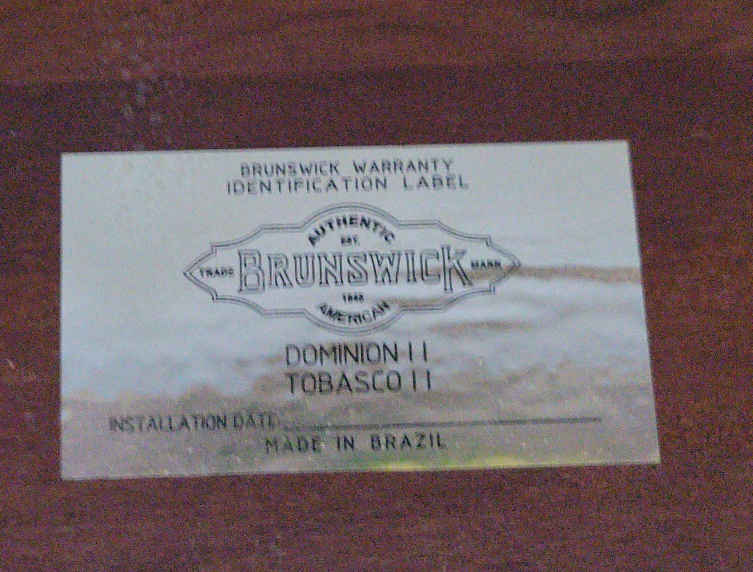 BRUNSWICK WARRANTY
IDENTIFICATION LABEL
AUTHENTIC
EST.
TRADE BRUNSWICK MARK
1845
AMERICAN
DOMINION II
TOBASCO II
INSTALLATION DATE
MADE IN BRAZIL